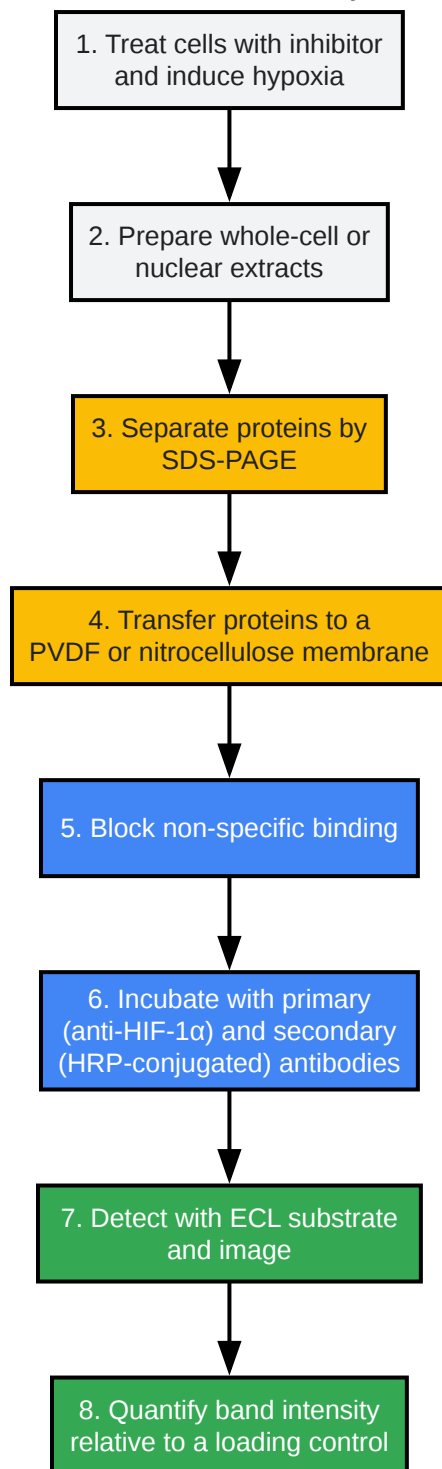 1. Treat cells with inhibitor
and induce hypoxia
2. Prepare whole-cell or
nuclear extracts
3. Separate proteins by
SDS-PAGE
4. Transfer proteins to a
PVDF or nitrocellulose membrane
5. Block non-specific binding
6. Incubate with primary
(anti-HIF-1α) and secondary
(HRP-conjugated) antibodies
7. Detect with ECL substrate
and image
8. Quantify band intensity
relative to a loading control